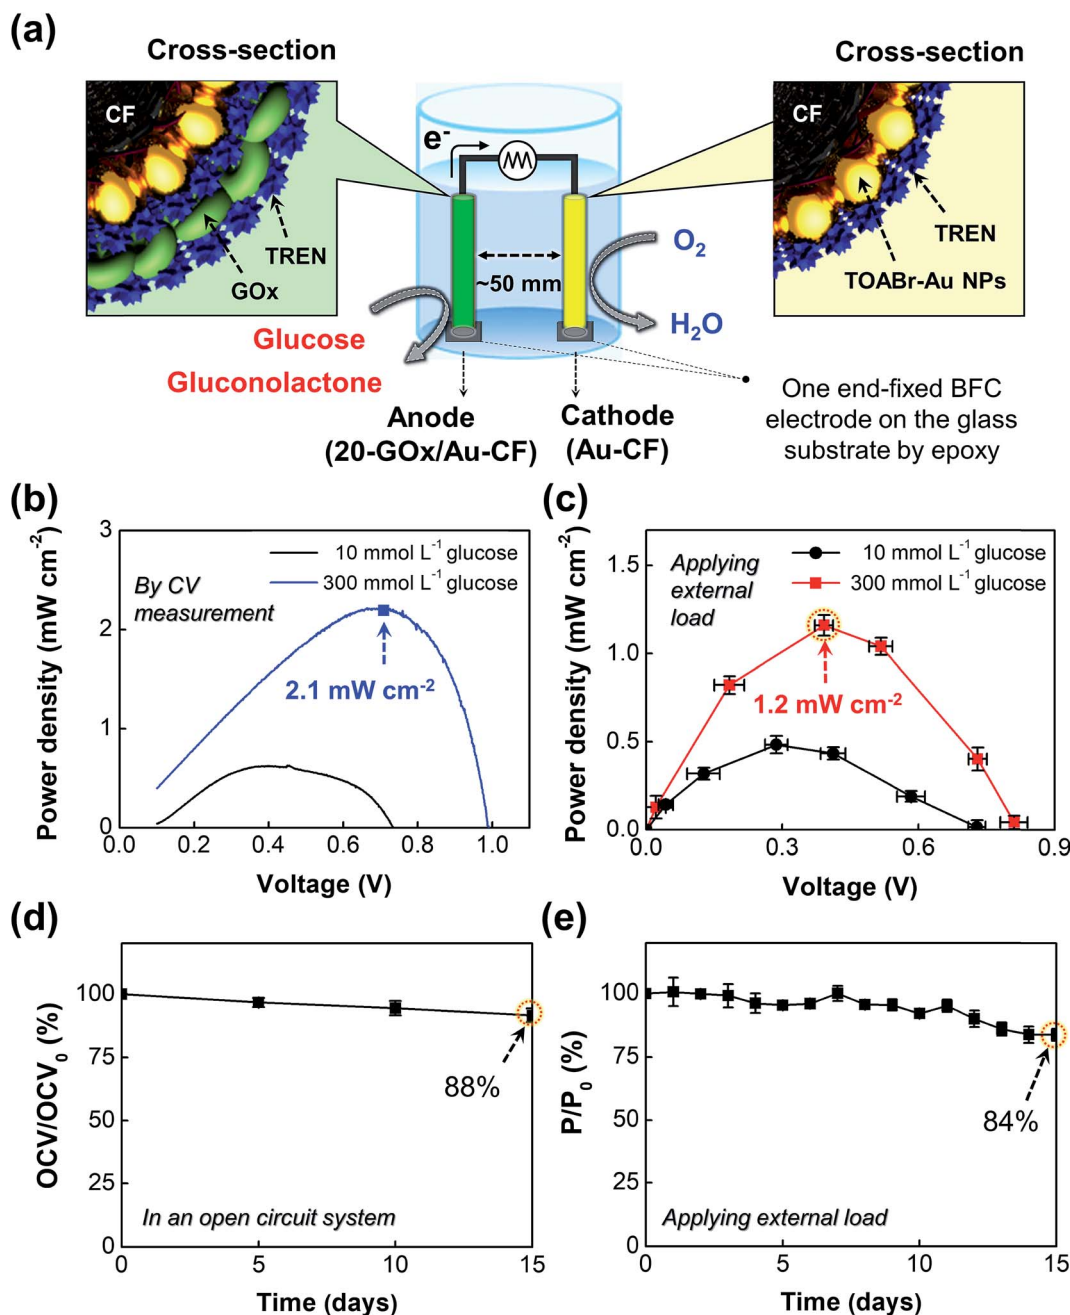 (a)
Cross-section
Cross-section
CF
TREN
GOx
e-
~50 mm
Glucose
Gluconolactone
O2
H2O
CF
TREN
TOABr-Au NPs
Anode
(20-GOx/Au-CF)
Cathode
(Au-CF)
One end-fixed BFC
electrode on the glass
substrate by epoxy
(b)
Power density (mW cm-2)
3
2
1
0
0.0 0.2 0.4 0.6 0.8 1.0
Voltage (V)
10 mmol L-1 glucose
300 mmol L-1 glucose
By CV
measurement
2.1 mW cm-2
(c)
Power density (mW cm-2)
1.5
1.0
0.5
0.0
0.0 0.3 0.6 0.9
Voltage (V)
Applying
external
load
10 mmol L-1 glucose
300 mmol L-1 glucose
1.2 mW cm-2
(d)
OCV/OCV0 (%)
100
75
50
25
0
0 5 10 15
Time (days)
88%
In an open circuit system
(e)
P/P0 (%)
100
75
50
25
0
0 5 10 15
Time (days)
84%
Applying external load